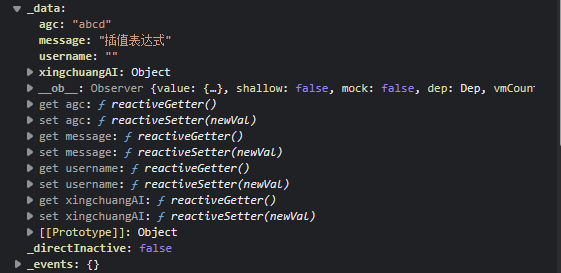 _data:
agc: "abcd"
message: "插值表达式"
username: ""
xingchuangAI: Object
__ob__: Observer {value: {…}, shallow: false, mock: false, dep: Dep, vmCount
get agc: ƒ reactiveGetter()
set agc: ƒ reactiveSetter(newVal)
get message: ƒ reactiveGetter()
set message: ƒ reactiveSetter(newVal)
get username: ƒ reactiveGetter()
set username: ƒ reactiveSetter(newVal)
get xingchuangAI: ƒ reactiveGetter()
set xingchuangAI: ƒ reactiveSetter(newVal)
[[Prototype]]: Object
_directInactive: false
_events: {}